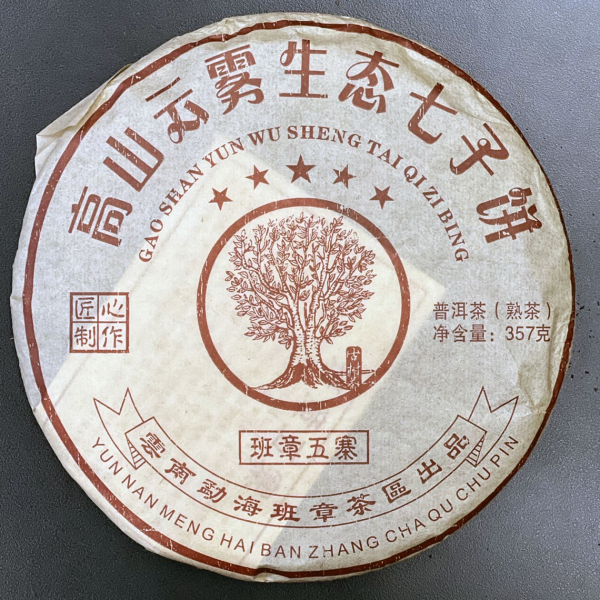 高山云雾生态七子饼
GAO SHAN YUN WU SHENG TAI QI ZI BING
匠心
制作
普洱茶（熟茶）
净含量：357克
古树
班章五寨
雲南勐海班章茶區出品
YUN NAN MENG HAI BAN ZHANG CHA QU CHU PIN